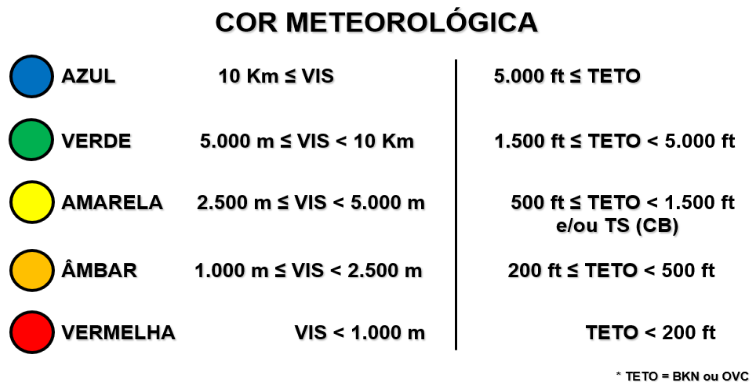 COR METEOROLÓGICA
AZUL 10 Km ≤ VIS 5.000 ft ≤ TETO
VERDE 5.000 m ≤ VIS < 10 Km 1.500 ft ≤ TETO < 5.000 ft
AMARELA 2.500 m ≤ VIS < 5.000 m 500 ft ≤ TETO < 1.500 ft
e/ou TS (CB)
ÂMBAR 1.000 m ≤ VIS < 2.500 m 200 ft ≤ TETO < 500 ft
VERMELHA VIS < 1.000 m TETO < 200 ft
* TETO = BKN ou OVC